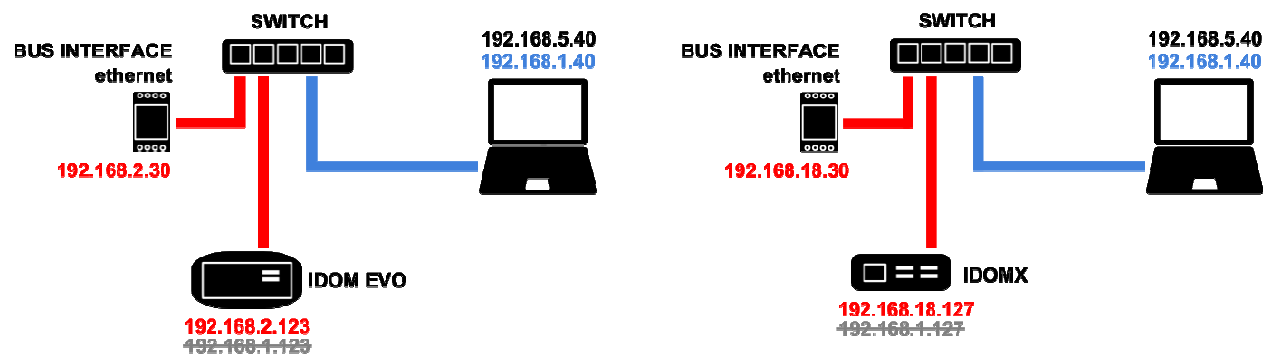 SWITCH
BUS INTERFACE
ethernet
192.168.5.40
192.168.1.40
192.168.2.30
IDOM EVO
192.168.2.123
192.168.1.123
SWITCH
BUS INTERFACE
ethernet
192.168.5.40
192.168.1.40
192.168.18.30
IDOMX
192.168.18.127
192.168.1.127